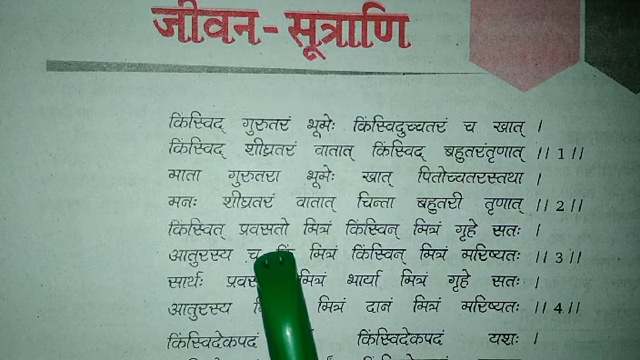 जीवन - सूत्राणि
किंस्विद् गुरुतरं भूमेः किंस्विदुच्चतरं च खात् ।
किंस्विद् शीघ्रतरं वातात् किंस्विद् बहुतरंतृणात् ।। 1 ।।
माता गुरुतरा भूमेः खात् पितोच्चतरस्तथा ।
मनः शीघ्रतरं वातात् चिन्ता बहुतरी तृणात् ।। 2 ।।
किंस्वित् प्रवसतो मित्रं किंस्विन् मित्रं गृहे सतः ।
आतुरस्य च मित्रं किंस्विन् मित्रं मरिष्यतः ।। 3 ।।
सार्थः मित्रं भार्या मित्रं गृहे सतः ।
आतुरस्य मित्रं दानं मित्रं मरिष्यतः ।। 4 ।।
किंस्विदेकपदं किंस्विदेकपदं यशः ।